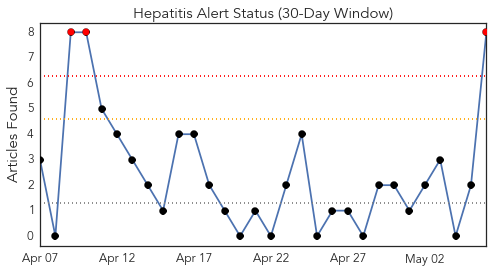 Hepatitis Alert Status (30-Day Window)
Articles Found
8
7
6
5
4
3
2
1
0
Apr 07
Apr 12
Apr 17
Apr 22
Apr 27
May 02